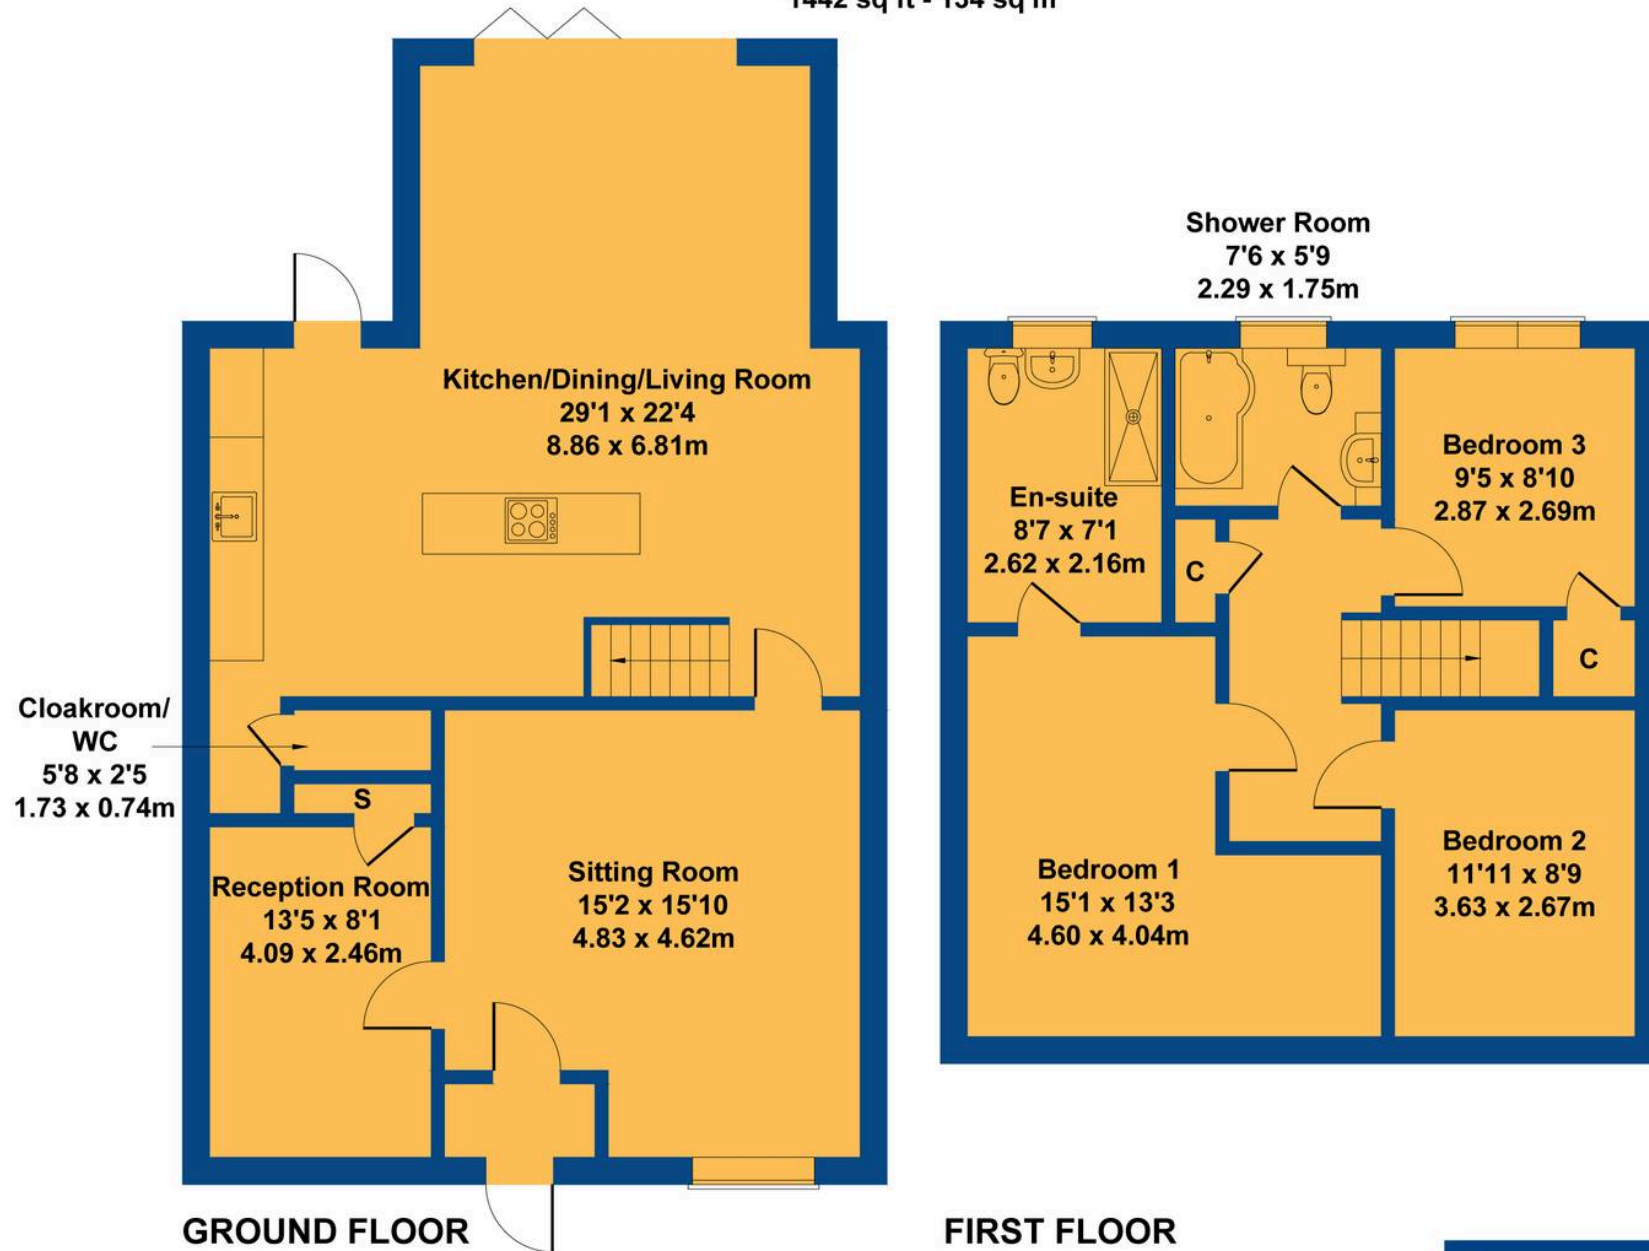 1442 sq ft - 134 sq m
Shower Room
7'6 x 5'9
2.29 x 1.75m
Kitchen/Dining/Living Room
29'1 x 22'4
8.86 x 6.81m
Bedroom 3
9'5 x 8'10
2.87 x 2.69m
En-suite
8'7 x 7'1
2.62 x 2.16m
C
C
Cloakroom/
WC
5'8 x 2'5
1.73 x 0.74m
S
Reception Room
13'5 x 8'1
4.09 x 2.46m
Sitting Room
15'2 x 15'10
4.83 x 4.62m
Bedroom 1
15'1 x 13'3
4.60 x 4.04m
Bedroom 2
11'11 x 8'9
3.63 x 2.67m
GROUND FLOOR
FIRST FLOOR